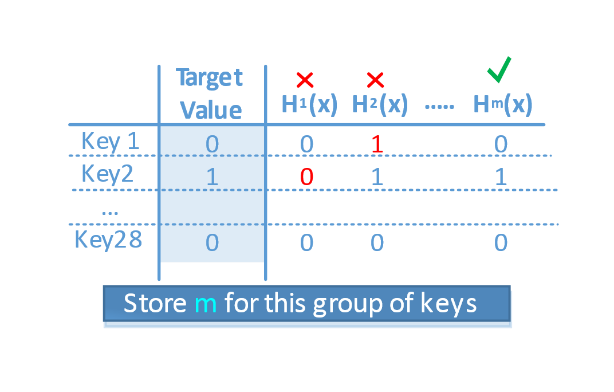 Target Value H1(x) H2(x) ..... Hm(x)
Key 1 0 0 1 0
Key2 1 0 1 1
...
Key28 0 0 0 0
Store m for this group of keys